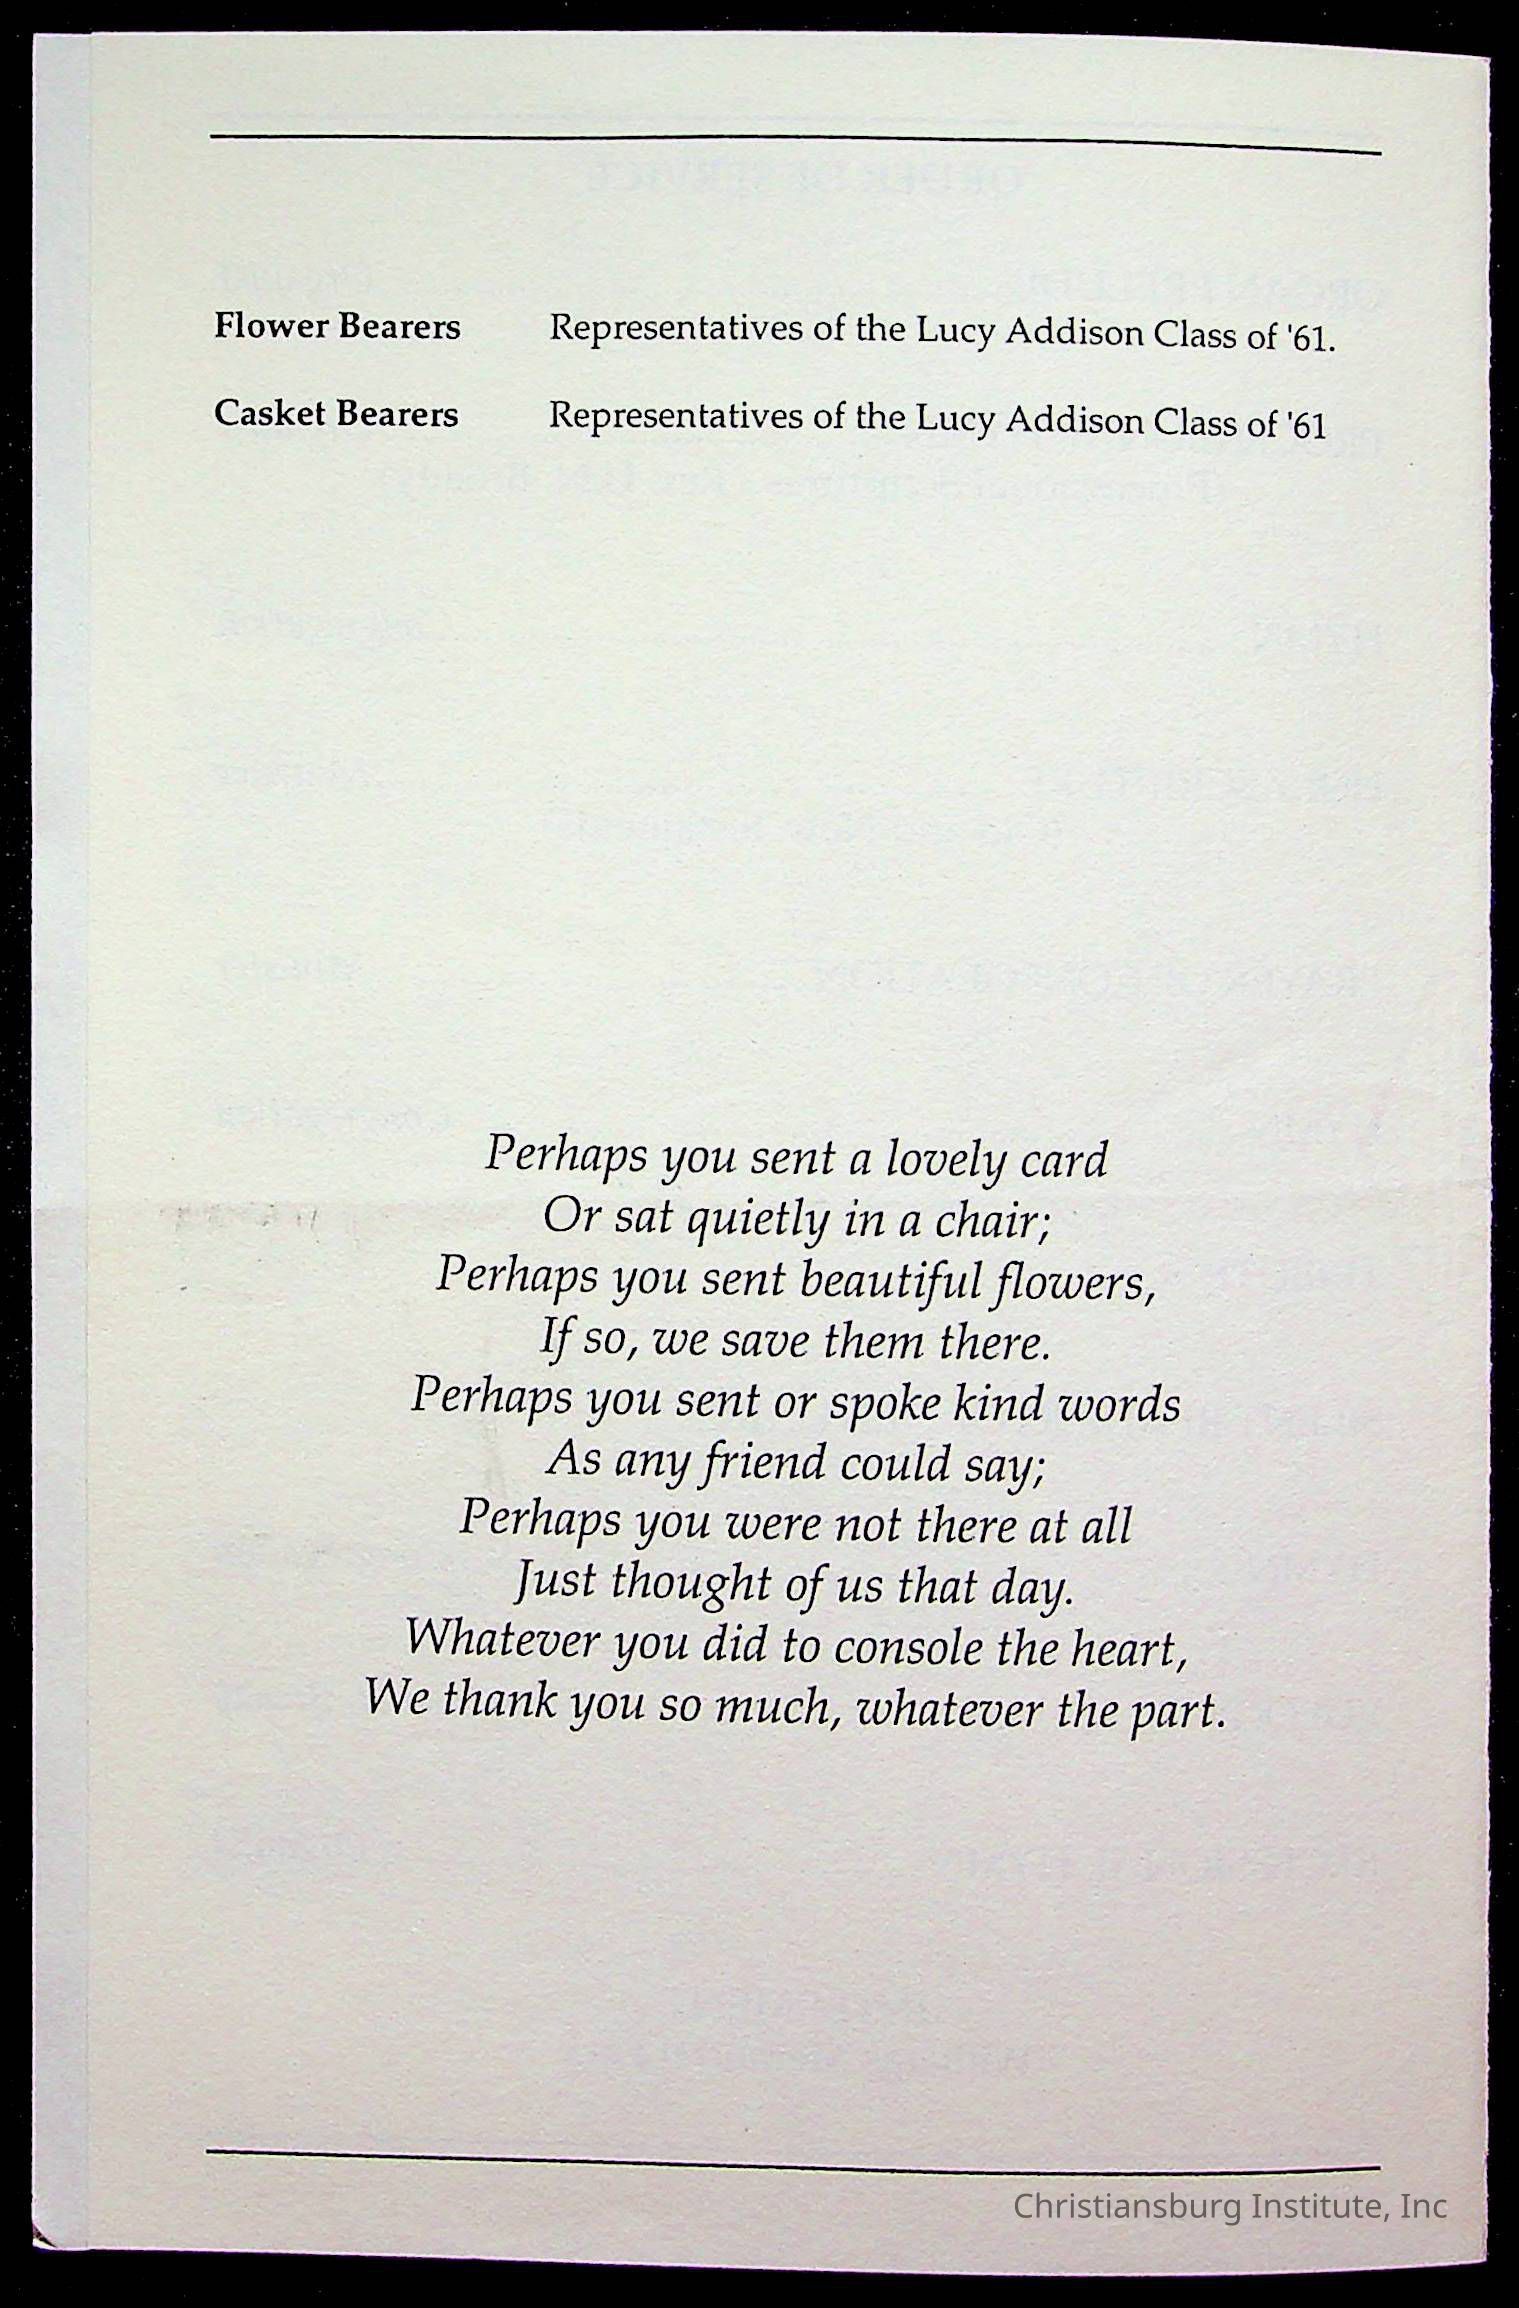 Flower Bearers Representatives of the Lucy Addison Class of '61.
Casket Bearers Representatives of the Lucy Addison Class of '61
Perhaps you sent a lovely card
Or sat quietly in a chair;
Perhaps you sent beautiful flowers,
If so, we save them there.
Perhaps you sent or spoke kind words
As any friend could say;
Perhaps you were not there at all
Just thought of us that day.
Whatever you did to console the heart,
We thank you so much, whatever the part.
Christiansburg Institute, Inc